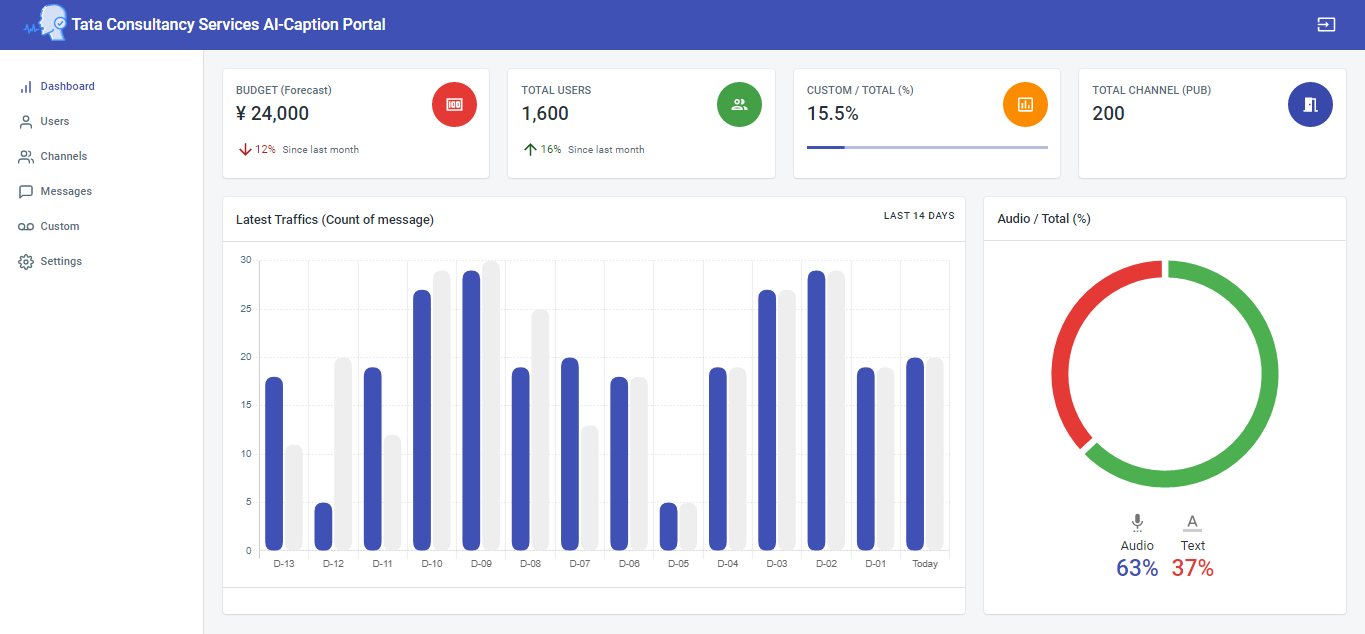 Tata Consultancy Services AI-Caption Portal
Dashboard
Users
Channels
Messages
Custom
Settings
BUDGET (Forecast)
¥ 24,000
12% Since last month
TOTAL USERS
1,600
16% Since last month
CUSTOM / TOTAL (%)
15.5%
TOTAL CHANNEL (PUB)
200
Latest Traffics (Count of message)
LAST 14 DAYS
30
25
20
15
10
5
0
D-13 D-12 D-11 D-10 D-09 D-08 D-07 D-06 D-05 D-04 D-03 D-02 D-01 Today
Audio / Total (%)
Audio Text
63% 37%